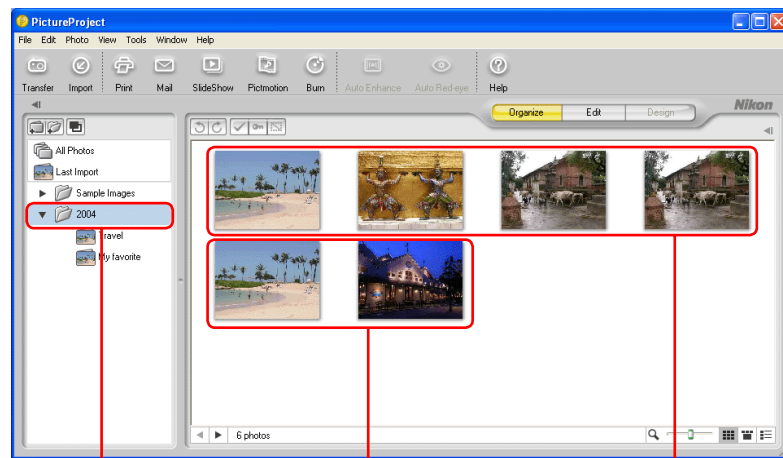 PictureProject
File Edit Photo View Tools Window Help
Transfer Import Print Mail SlideShow Pictmotion Burn Auto Enhance Auto Red-eye Help
Organize Edit Design Nikon
All Photos
Last Import
Sample Images
2004
Travel
My favorite
6 photos